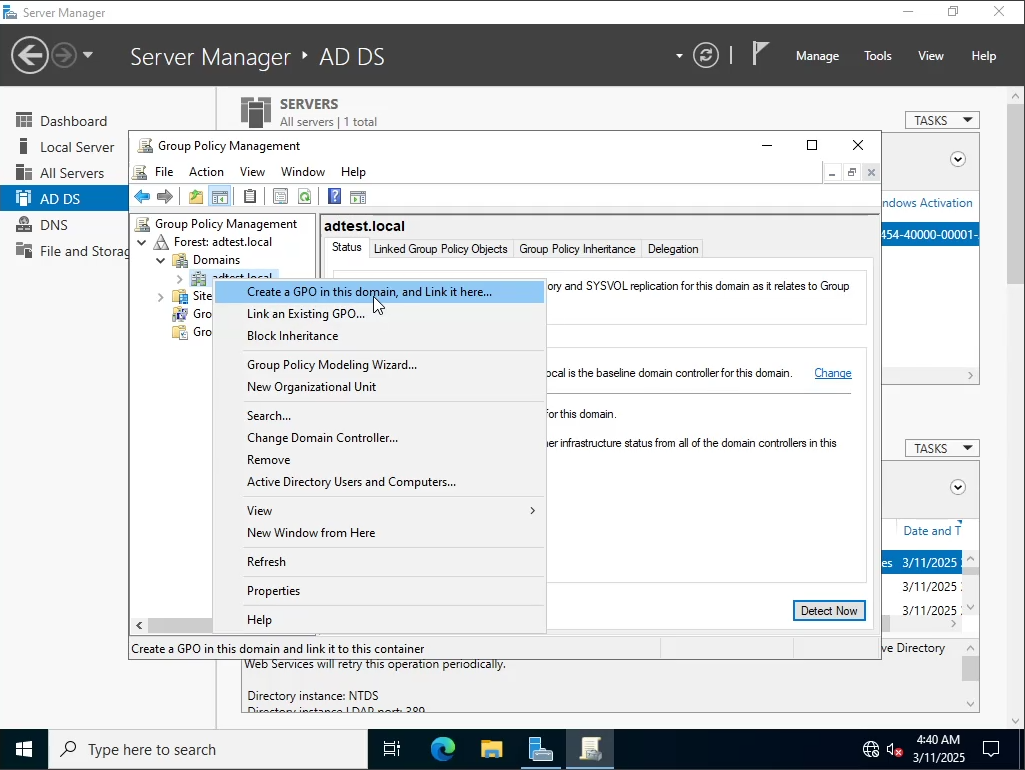 Server Manager
Server Manager ‣ AD DS
Manage Tools View Help
Dashboard
Local Server
All Servers
AD DS
DNS
File and Storag
SERVERS
All servers | 1 total
TASKS
ndows Activation
454-40000-00001-
TASKS
Date and T
es 3/11/2025
3/11/2025
3/11/2025
ve Directory
Group Policy Management
File Action View Window Help
Group Policy Management
Forest: adtest.local
Domains
adtest.local
Site
Gro
Gro
adtest.local
Status Linked Group Policy Objects Group Policy Inheritance Delegation
ory and SYSVOL replication for this domain as it relates to Group
ocal is the baseline domain controller for this domain. Change
for this domain.
er infrastructure status from all of the domain controllers in this
Detect Now
Create a GPO in this domain, and Link it here...
Link an Existing GPO...
Block Inheritance
Group Policy Modeling Wizard...
New Organizational Unit
Search...
Change Domain Controller...
Remove
Active Directory Users and Computers...
View
New Window from Here
Refresh
Properties
Help
Create a GPO in this domain and link it to this container
Web Services will retry this operation periodically.
Directory instance: NTDS
Directory instance LDAP port: 389
Type here to search
4:40 AM
3/11/2025